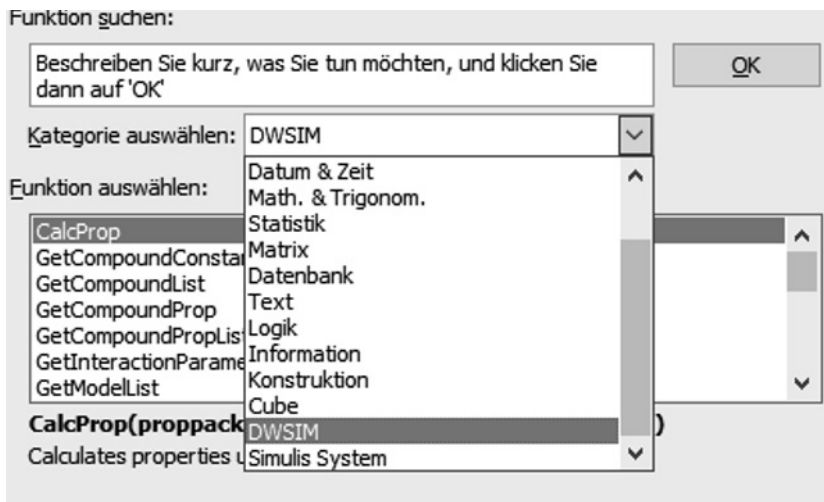 Funktion suchen:
Beschreiben Sie kurz, was Sie tun möchten, und klicken Sie
dann auf 'OK'
OK
Kategorie auswählen: DWSIM
Datum & Zeit
Math. & Trigonom.
Statistik
Matrix
Datenbank
Text
Logik
Information
Konstruktion
Cube
DWSIM
Simulis System
Funktion auswählen:
CalcProp
GetCompoundConstan
GetCompoundList
GetCompoundProp
GetCompoundPropLis
GetInteractionParame
GetModelList
CalcProp(proppack )
Calculates properties u